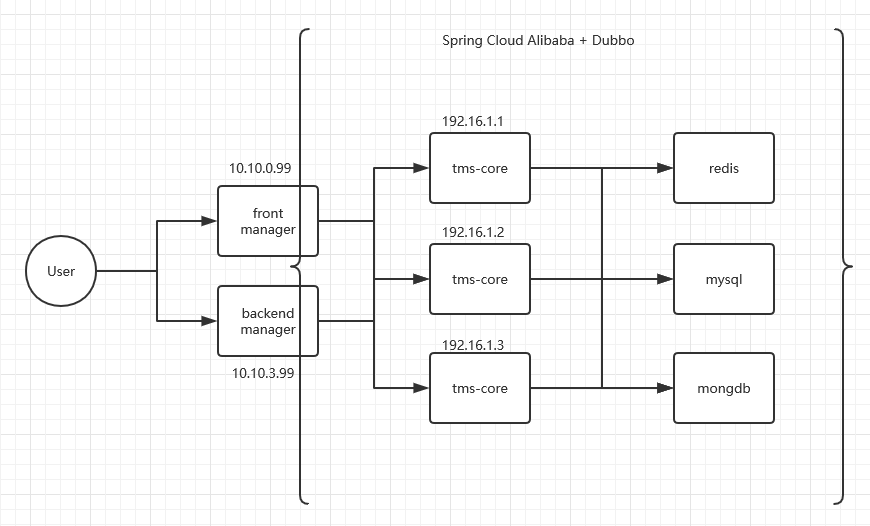 Spring Cloud Alibaba + Dubbo
User
10.10.0.99
front
manager
backend
manager
10.10.3.99
192.16.1.1
tms-core
192.16.1.2
tms-core
192.16.1.3
tms-core
redis
mysql
mongdb